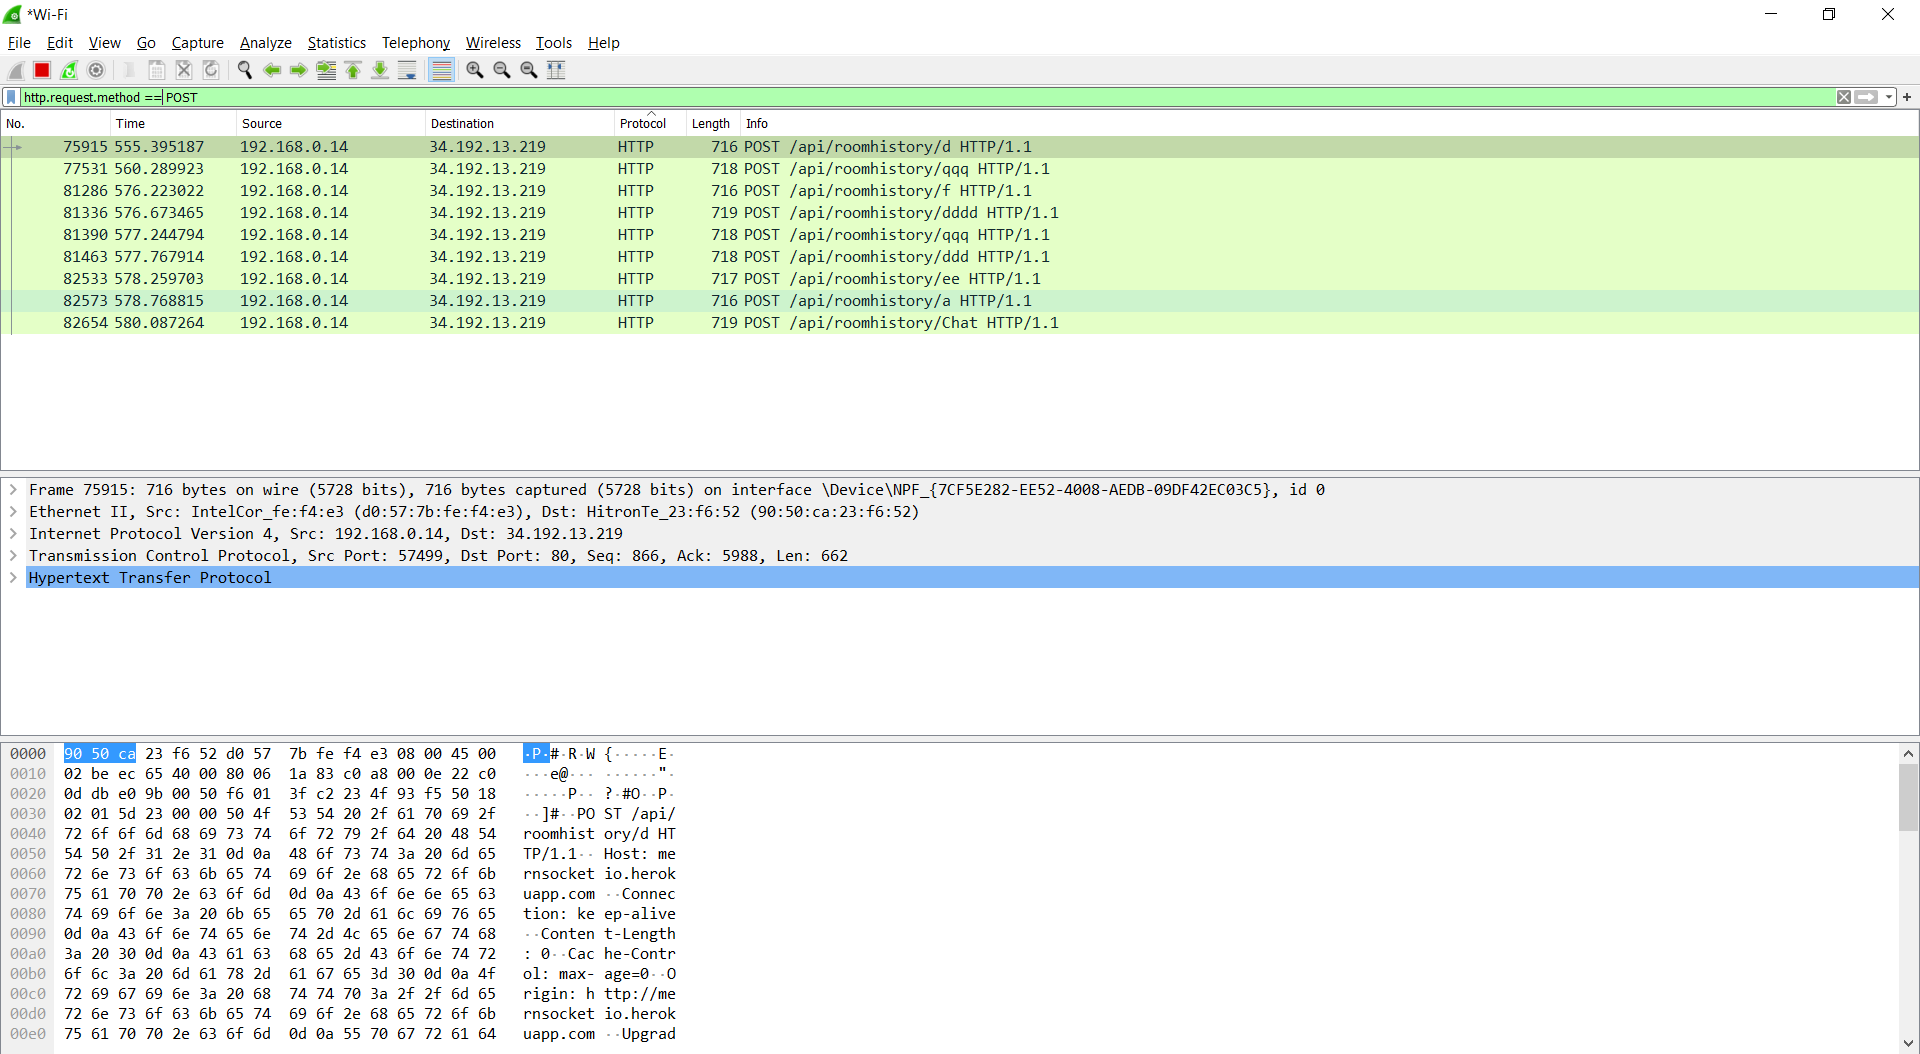 *Wi-Fi
File Edit View Go Capture Analyze Statistics Telephony Wireless Tools Help
http.request.method == POST
No. Time Source Destination Protocol Length Info
75915 555.395187 192.168.0.14 34.192.13.219 HTTP 716 POST /api/roomhistory/d HTTP/1.1
77531 560.289923 192.168.0.14 34.192.13.219 HTTP 718 POST /api/roomhistory/qqq HTTP/1.1
81286 576.223022 192.168.0.14 34.192.13.219 HTTP 716 POST /api/roomhistory/f HTTP/1.1
81336 576.673465 192.168.0.14 34.192.13.219 HTTP 719 POST /api/roomhistory/dddd HTTP/1.1
81390 577.244794 192.168.0.14 34.192.13.219 HTTP 718 POST /api/roomhistory/qqq HTTP/1.1
81463 577.767914 192.168.0.14 34.192.13.219 HTTP 718 POST /api/roomhistory/ddd HTTP/1.1
82533 578.259703 192.168.0.14 34.192.13.219 HTTP 717 POST /api/roomhistory/ee HTTP/1.1
82573 578.768815 192.168.0.14 34.192.13.219 HTTP 716 POST /api/roomhistory/a HTTP/1.1
82654 580.087264 192.168.0.14 34.192.13.219 HTTP 719 POST /api/roomhistory/Chat HTTP/1.1
Frame 75915: 716 bytes on wire (5728 bits), 716 bytes captured (5728 bits) on interface \Device\NPF_{7CF5E282-EE52-4008-AEDB-09DF42EC03C5}, id 0
Ethernet II, Src: IntelCor_fe:f4:e3 (d0:57:7b:fe:f4:e3), Dst: HitronTe_23:f6:52 (90:50:ca:23:f6:52)
Internet Protocol Version 4, Src: 192.168.0.14, Dst: 34.192.13.219
Transmission Control Protocol, Src Port: 57499, Dst Port: 80, Seq: 866, Ack: 5988, Len: 662
Hypertext Transfer Protocol
0000 90 50 ca 23 f6 52 d0 57 7b fe f4 e3 08 00 45 00 ·P·#·R·W {·····E·
0010 02 be ec 65 40 00 80 06 1a 83 c0 a8 00 0e 22 c0 ···e@··· ······"·
0020 0d db e0 9b 00 50 f6 01 3f c2 23 4f 93 f5 50 18 ·····P·· ?·#O··P·
0030 02 01 5d 23 00 00 50 4f 53 54 20 2f 61 70 69 2f ··]#··PO ST /api/
0040 72 6f 6f 6d 68 69 73 74 6f 72 79 2f 64 20 48 54 roomhist ory/d HT
0050 54 50 2f 31 2e 31 0d 0a 48 6f 73 74 3a 20 6d 65 TP/1.1·· Host: me
0060 72 6e 73 6f 63 6b 65 74 69 6f 2e 68 65 72 6f 6b rnsocket io.herok
0070 75 61 70 70 2e 63 6f 6d 0d 0a 43 6f 6e 6e 65 63 uapp.com ··Connec
0080 74 69 6f 6e 3a 20 6b 65 65 70 2d 61 6c 69 76 65 tion: ke ep-alive
0090 0d 0a 43 6f 6e 74 65 6e 74 2d 4c 65 6e 67 74 68 ··Conten t-Length
00a0 3a 20 30 0d 0a 43 61 63 68 65 2d 43 6f 6e 74 72 : 0··Cac he-Contr
00b0 6f 6c 3a 20 6d 61 78 2d 61 67 65 3d 30 0d 0a 4f ol: max- age=0··O
00c0 72 69 67 69 6e 3a 20 68 74 74 70 3a 2f 2f 6d 65 rigin: h ttp://me
00d0 72 6e 73 6f 63 6b 65 74 69 6f 2e 68 65 72 6f 6b rnsocket io.herok
00e0 75 61 70 70 2e 63 6f 6d 0d 0a 55 70 67 72 61 64 uapp.com ··Upgrad